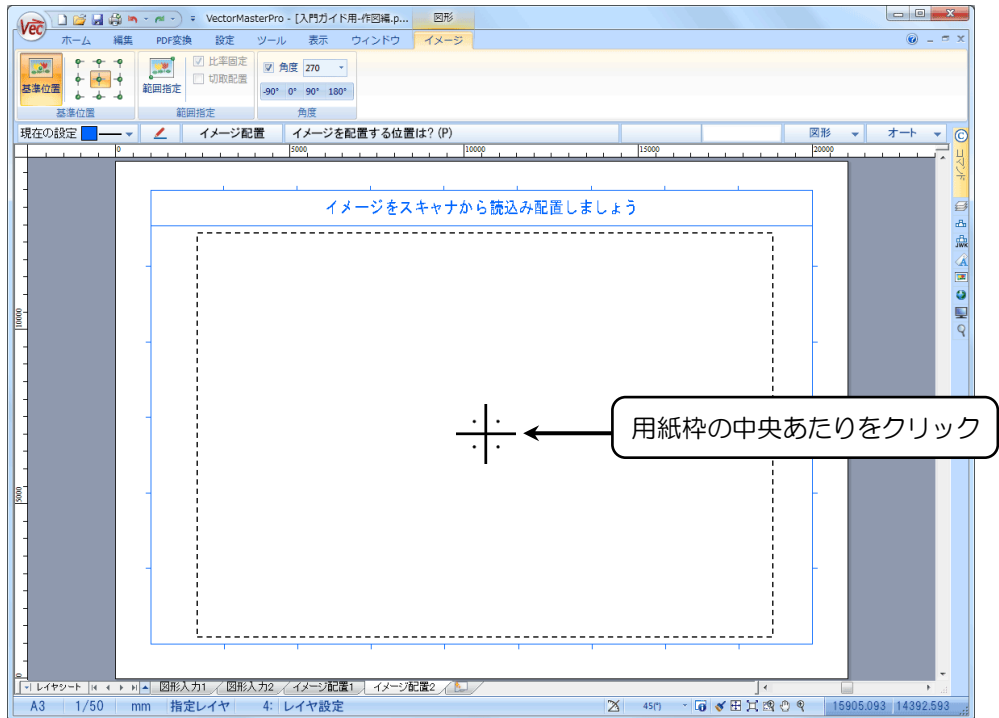 Vec VectorMasterPro - [入門ガイド用-作図編.p... 図形
ホーム 編集 PDF変換 設定 ツール 表示 ウィンドウ イメージ
基準位置 範囲指定 比率固定 角度 270
切取配置 -90° 0° 90° 180°
基準位置 範囲指定 角度
現在の設定 イメージ配置 イメージを配置する位置は? (P) 図形 オート
0 5000 10000 15000 20000
コマンド
イメージをスキャナから読込み配置しましょう
JWK
10000
用紙枠の中央あたりをクリック
5000
0
レイヤシート 図形入力1 図形入力2 イメージ配置1 イメージ配置2
A3 1/50 mm 指定レイヤ 4: レイヤ設定 45(°) 15905.093 14392.593